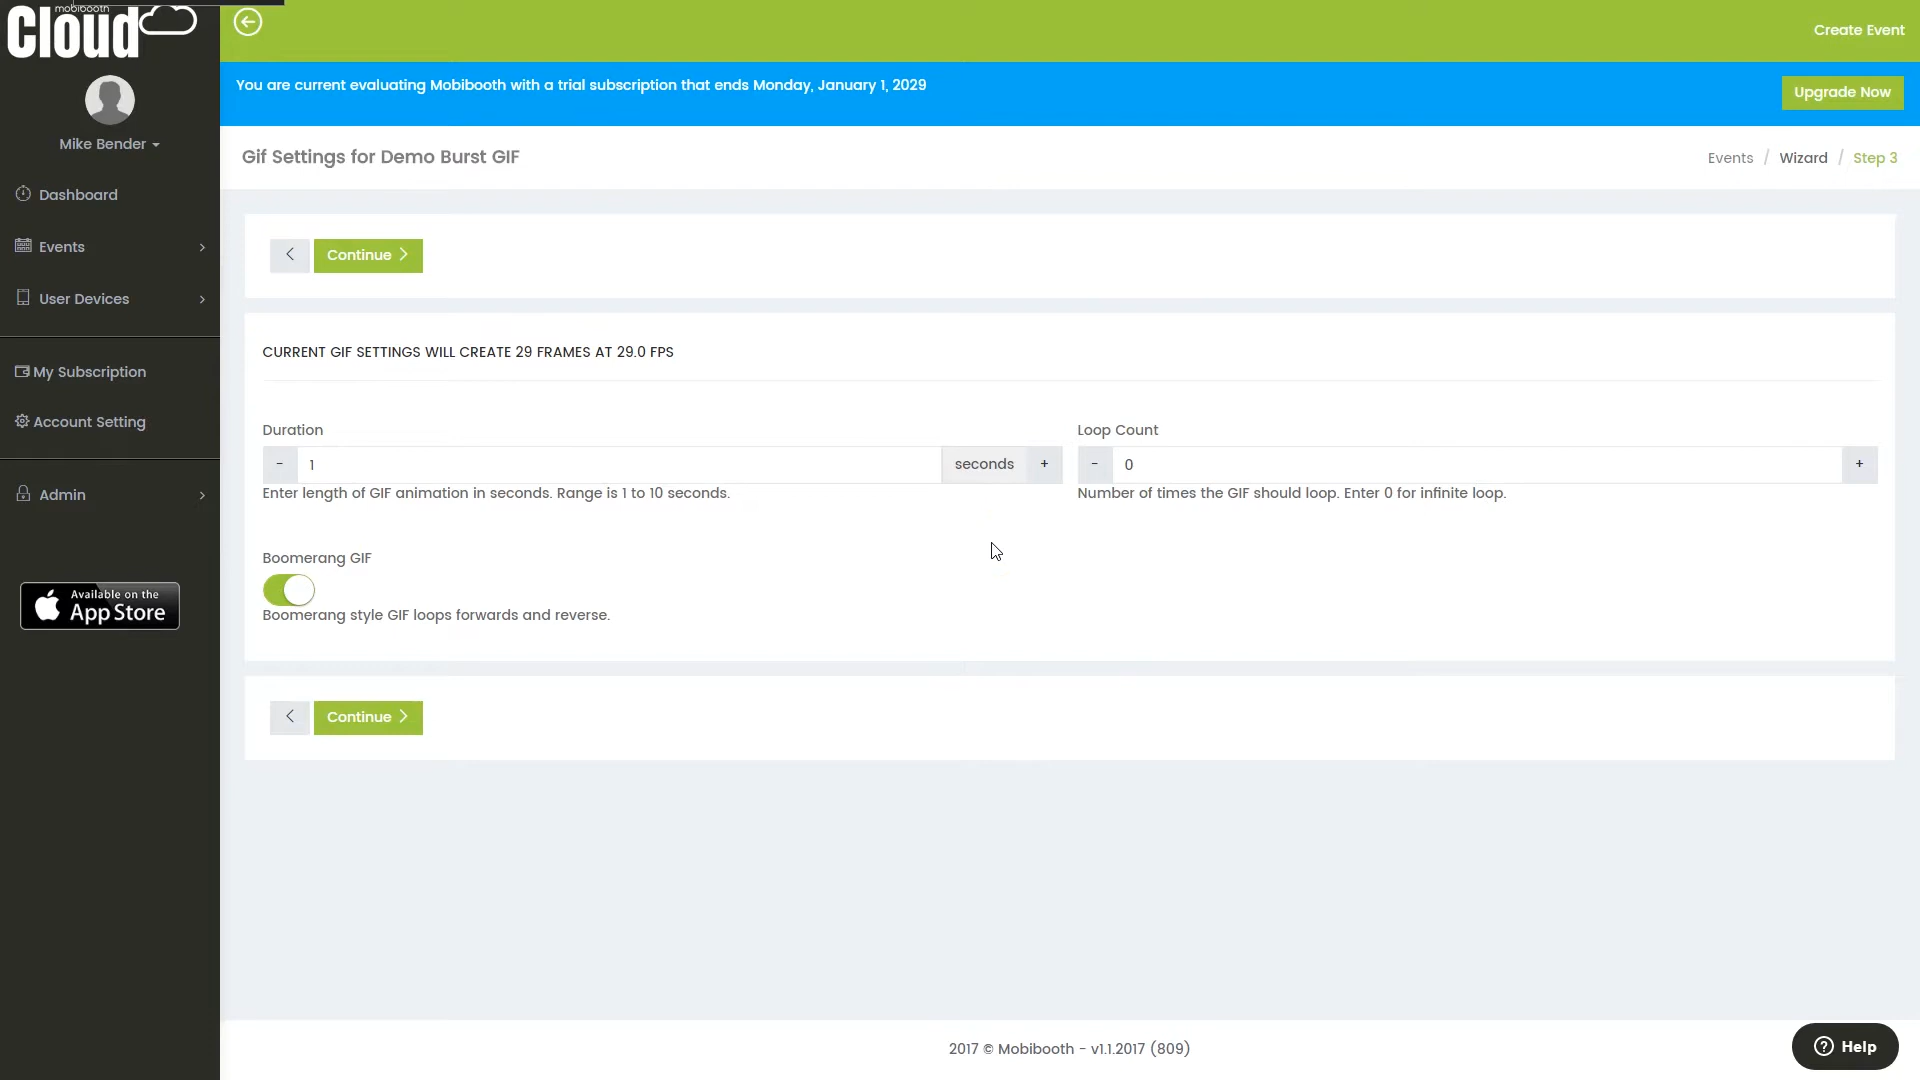 mobibooth
Cloud
Create Event
You are current evaluating Mobibooth with a trial subscription that ends Monday, January 1, 2029
Upgrade Now
Mike Bender
Gif Settings for Demo Burst GIF
Events / Wizard / Step 3
Dashboard
Events
User Devices
My Subscription
Account Setting
Admin
Available on the
App Store
Continue
CURRENT GIF SETTINGS WILL CREATE 29 FRAMES AT 29.0 FPS
Duration
- 1 seconds +
Enter length of GIF animation in seconds. Range is 1 to 10 seconds.
Loop Count
- 0 +
Number of times the GIF should loop. Enter 0 for infinite loop.
Boomerang GIF
Boomerang style GIF loops forwards and reverse.
Continue
2017 © Mobibooth - v1.1.2017 (809)
Help